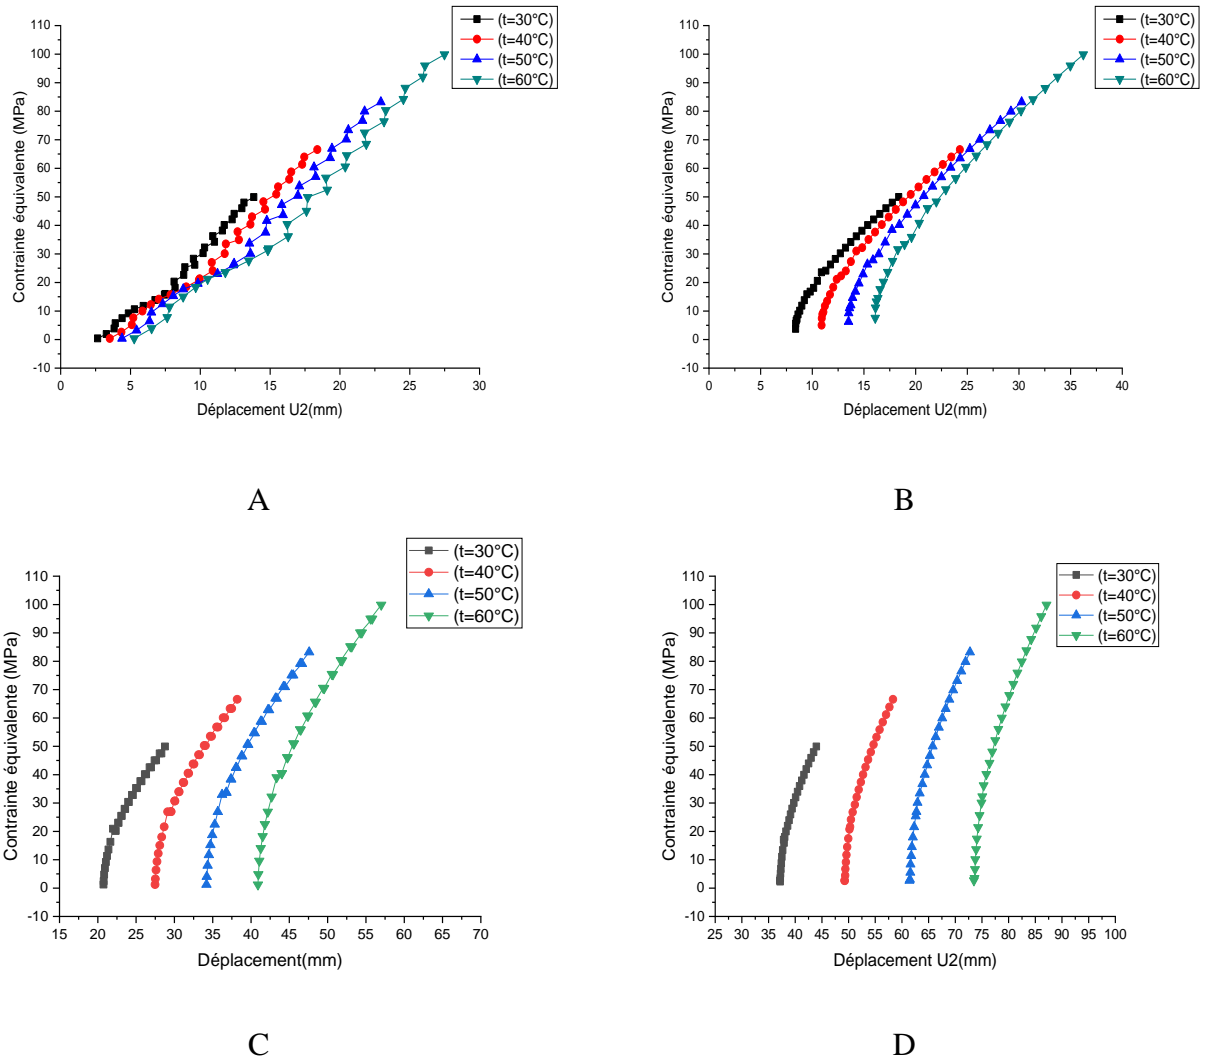 110
100
90
80
70
60
50
40
30
20
10
0
-10
Contrainte équivalente (MPa)
0 5 10 15 20 25 30
Déplacement U2(mm)
(t=30°C)
(t=40°C)
(t=50°C)
(t=60°C)
A
110
100
90
80
70
60
50
40
30
20
10
0
-10
Contrainte équivalente (MPa)
0 5 10 15 20 25 30 35 40
Déplacement U2(mm)
(t=30°C)
(t=40°C)
(t=50°C)
(t=60°C)
B
110
100
90
80
70
60
50
40
30
20
10
0
-10
Contrainte équivalente (MPa)
15 20 25 30 35 40 45 50 55 60 65 70
Déplacement(mm)
(t=30°C)
(t=40°C)
(t=50°C)
(t=60°C)
C
110
100
90
80
70
60
50
40
30
20
10
0
-10
Contrainte équivalente (MPa)
25 30 35 40 45 50 55 60 65 70 75 80 85 90 95 100
Déplacement U2(mm)
(t=30°C)
(t=40°C)
(t=50°C)
(t=60°C)
D